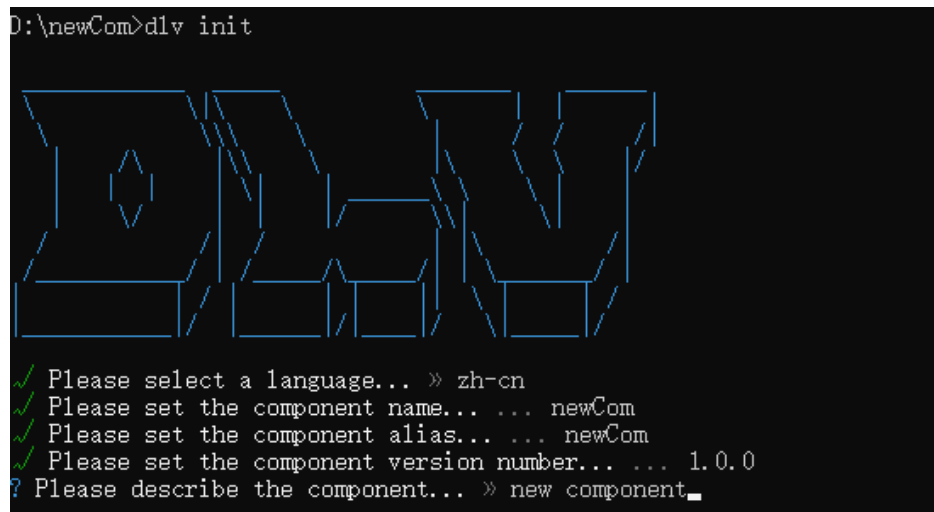 D:\newCom>dlv init
DLV
√ Please select a language... » zh-cn
√ Please set the component name... ... newCom
√ Please set the component alias... ... newCom
√ Please set the component version number... ... 1.0.0
? Please describe the component... » new component